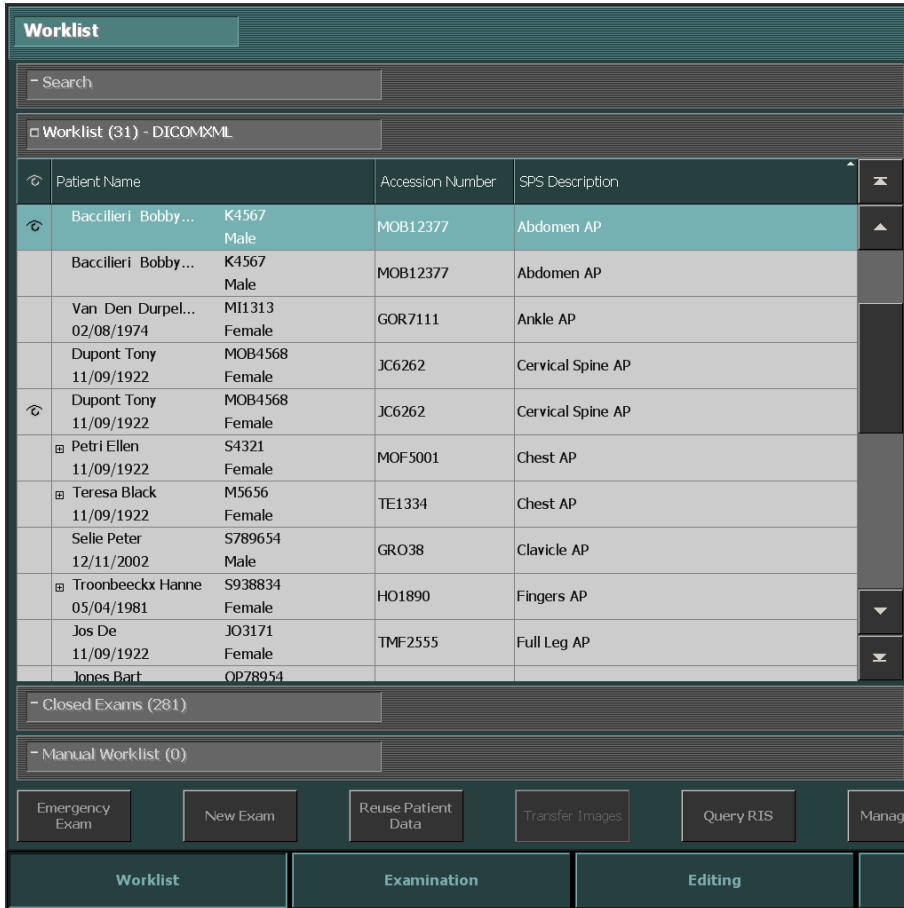 Worklist
Search
Worklist (31) - DICOMXML
Patient Name Accession Number SPS Description
Baccilieri Bobby... K4567 MOB12377 Abdomen AP
Male
Baccilieri Bobby... K4567 MOB12377 Abdomen AP
Male
Van Den Durpel... MI1313 GOR7111 Ankle AP
02/08/1974 Female
Dupont Tony MOB4568 JC6262 Cervical Spine AP
11/09/1922 Female
Dupont Tony MOB4568 JC6262 Cervical Spine AP
11/09/1922 Female
Petri Ellen S4321 MOF5001 Chest AP
11/09/1922 Female
Teresa Black M5656 TE1334 Chest AP
11/09/1922 Female
Selie Peter S789654 GRO38 Clavicle AP
12/11/2002 Male
Troonbeeckx Hanne S938834 HO1890 Fingers AP
05/04/1981 Female
Jos De JO3171 TMF2555 Full Leg AP
11/09/1922 Female
Jones Bart OP78954
Closed Exams (281)
Manual Worklist (0)
Emergency Exam New Exam Reuse Patient Data Transfer Images Query RIS Manag
Worklist Examination Editing